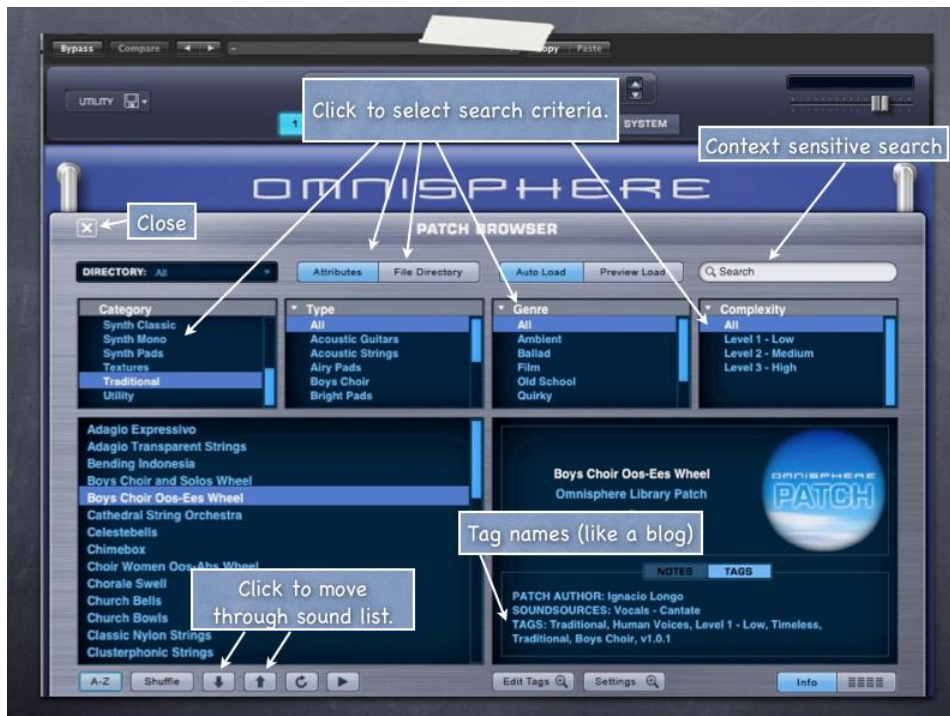 Bypass Compare - Copy Paste
UTILITY
Click to select search criteria.
1 SYSTEM
Context sensitive search
OMNISPHERE
Close
PATCH BROWSER
DIRECTORY: All
Attributes File Directory
Auto Load Preview Load
Search
Category
Synth Classic
Synth Mono
Synth Pads
Textures
Traditional
Utility
Type
All
Acoustic Guitars
Acoustic Strings
Airy Pads
Boys Choir
Bright Pads
Genre
All
Ambient
Ballad
Film
Old School
Quirky
Complexity
All
Level 1 - Low
Level 2 - Medium
Level 3 - High
Adagio Expressivo
Adagio Transparent Strings
Bending Indonesia
Boys Choir and Solos Wheel
Boys Choir Oos-Ees Wheel
Cathedral String Orchestra
Celestebells
Chimebox
Choir Women Oos-Ahs Wheel
Chorale Swell
Church Bells
Church Bowls
Classic Nylon Strings
Clusterphonic Strings
Click to move
through sound list.
Boys Choir Oos-Ees Wheel
Omnisphere Library Patch
OMNISPHERE
PATCH
Tag names (like a blog)
NOTES TAGS
PATCH AUTHOR: Ignacio Longo
SOUNDSOURCES: Vocals - Cantate
TAGS: Traditional, Human Voices, Level 1 - Low, Timeless,
Traditional, Boys Choir, v1.0.1
A-Z Shuffle
Edit Tags Settings
Info